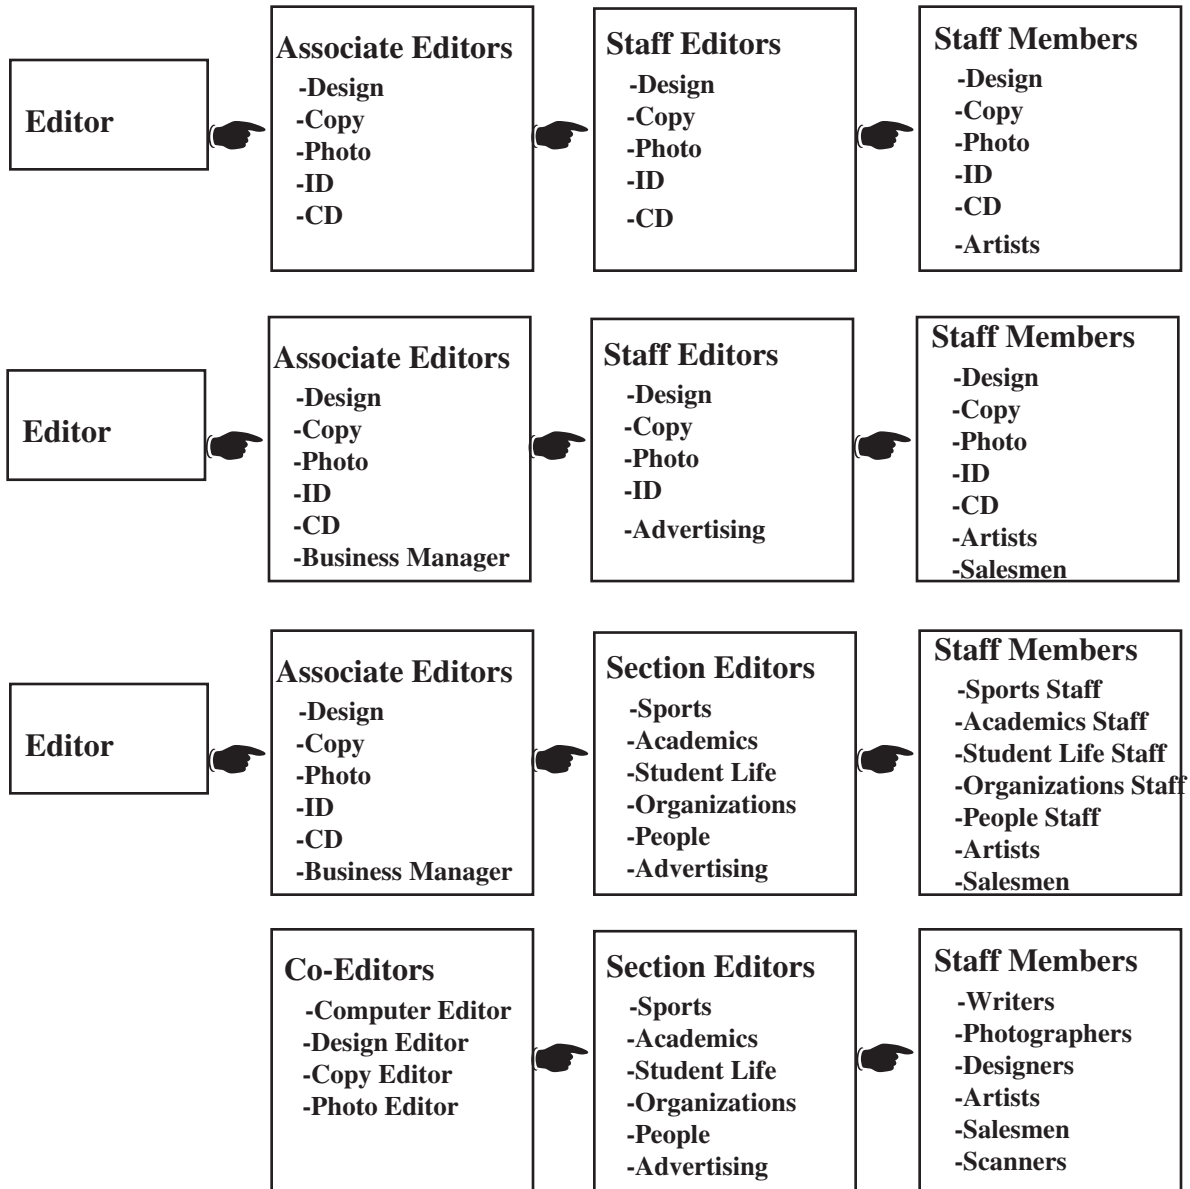 Editor
Associate Editors
-Design
-Copy
-Photo
-ID
-CD
Staff Editors
-Design
-Copy
-Photo
-ID
-CD
Staff Members
-Design
-Copy
-Photo
-ID
-CD
-Artists
Editor
Associate Editors
-Design
-Copy
-Photo
-ID
-CD
-Business Manager
Staff Editors
-Design
-Copy
-Photo
-ID
-Advertising
Staff Members
-Design
-Copy
-Photo
-ID
-CD
-Artists
-Salesmen
Editor
Associate Editors
-Design
-Copy
-Photo
-ID
-CD
-Business Manager
Section Editors
-Sports
-Academics
-Student Life
-Organizations
-People
-Advertising
Staff Members
-Sports Staff
-Academics Staff
-Student Life Staff
-Organizations Staff
-People Staff
-Artists
-Salesmen
Co-Editors
-Computer Editor
-Design Editor
-Copy Editor
-Photo Editor
Section Editors
-Sports
-Academics
-Student Life
-Organizations
-People
-Advertising
Staff Members
-Writers
-Photographers
-Designers
-Artists
-Salesmen
-Scanners